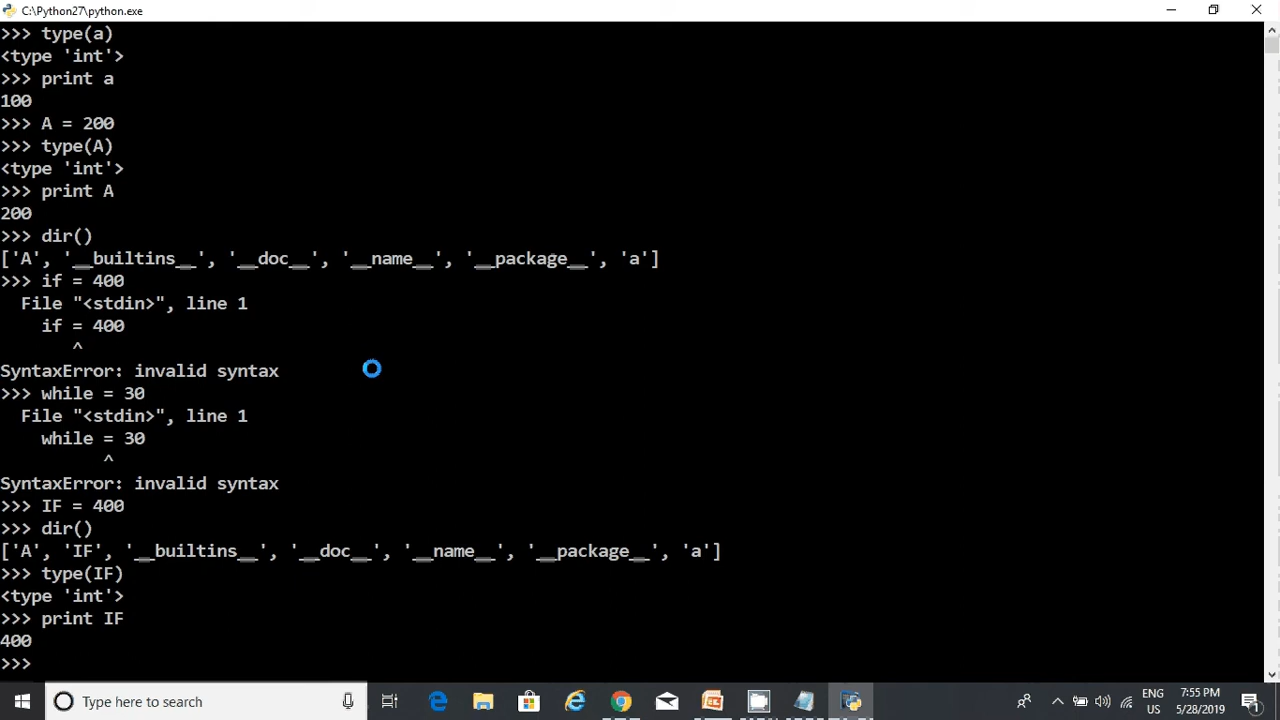 C:\Python27\python.exe
>>> type(a)
<type 'int'>
>>> print a
100
>>> A = 200
>>> type(A)
<type 'int'>
>>> print A
200
>>> dir()
['A', '__builtins__', '__doc__', '__name__', '__package__', 'a']
>>> if = 400
  File "<stdin>", line 1
    if = 400
       ^
SyntaxError: invalid syntax
>>> while = 30
  File "<stdin>", line 1
    while = 30
          ^
SyntaxError: invalid syntax
>>> IF = 400
>>> dir()
['A', 'IF', '__builtins__', '__doc__', '__name__', '__package__', 'a']
>>> type(IF)
<type 'int'>
>>> print IF
400
>>>
Type here to search
ENG
US
7:55 PM
5/28/2019
1